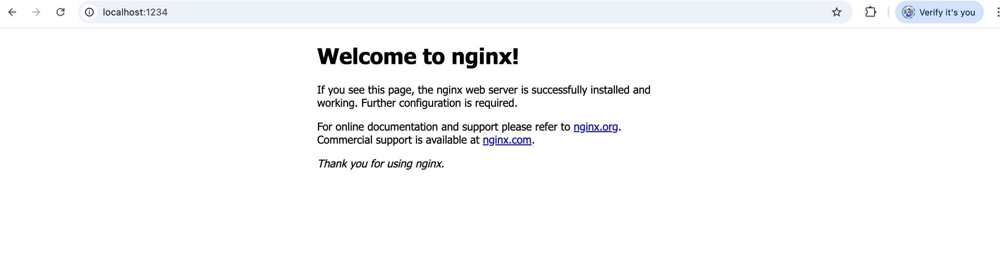 localhost:1234
Verify it's you
Welcome to nginx!
If you see this page, the nginx web server is successfully installed and
working. Further configuration is required.
For online documentation and support please refer to nginx.org.
Commercial support is available at nginx.com.
Thank you for using nginx.